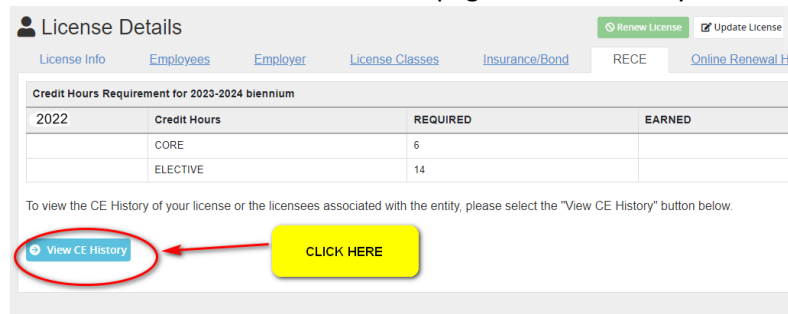 License Details
Renew License
Update License
License Info
Employees
Employer
License Classes
Insurance/Bond
RECE
Online Renewal H
Credit Hours Requirement for 2023-2024 biennium
2022 Credit Hours REQUIRED EARNED
CORE 6
ELECTIVE 14
To view the CE History of your license or the licensees associated with the entity, please select the "View CE History" button below.
View CE History
CLICK HERE